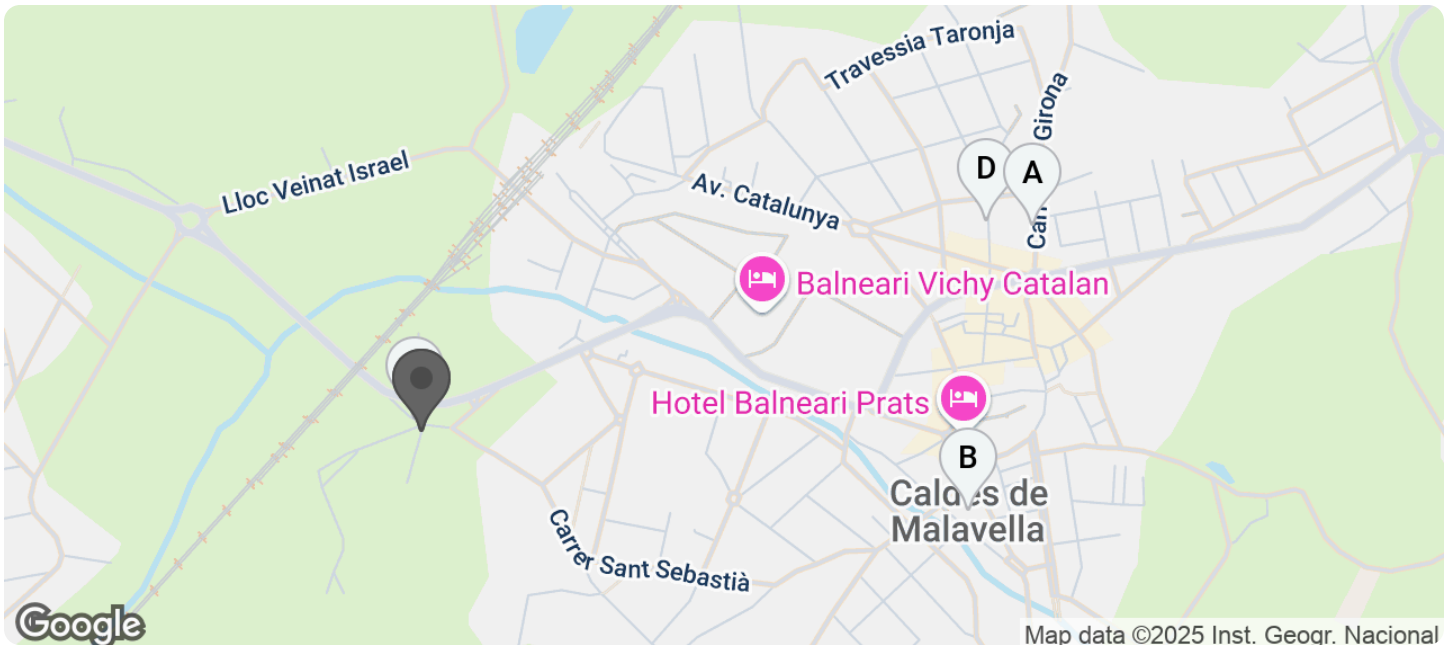 Travessia Taronja
Girona
Lloc Veinat Israel
D
A
Av. Catalunya
Balneari Vichy Catalan
Hotel Balneari Prats
B
Caldes de
Malavella
Carrer Sant Sebastià
Google
Map data ©2025 Inst. Geogr. Nacional